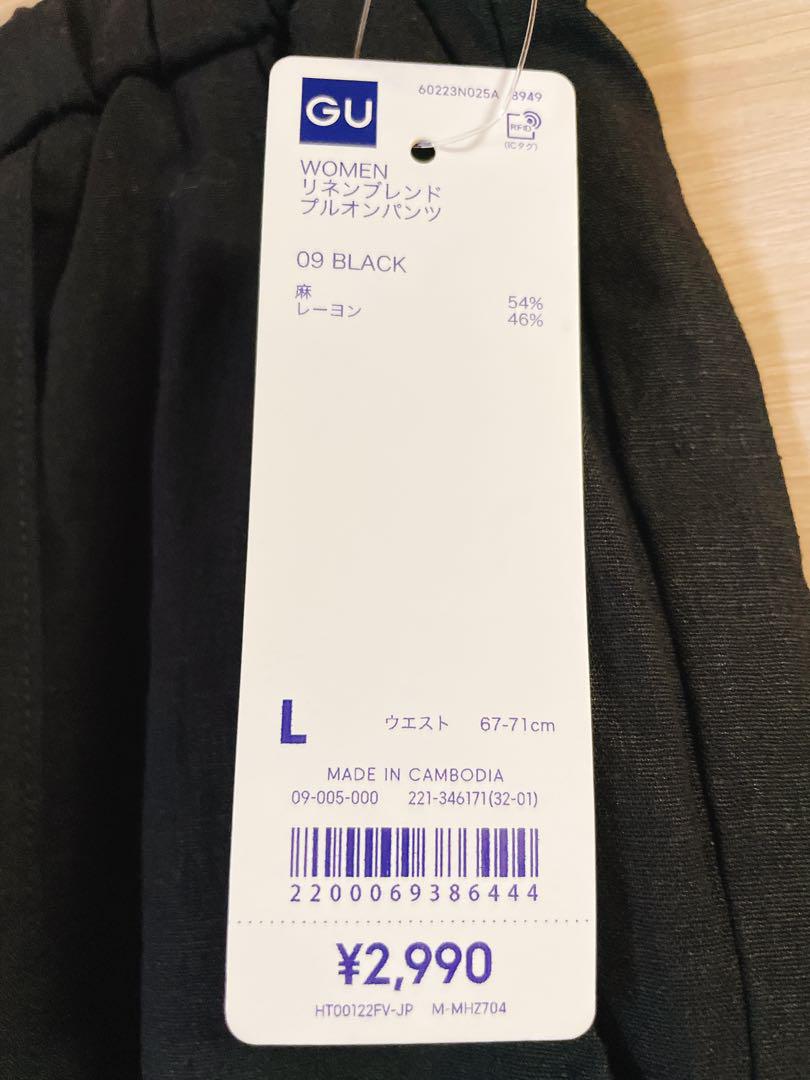 GU
60223N025A 8949
RFID
(ICタグ)
WOMEN
リネンブレンド
プルオンパンツ
09 BLACK
麻 54%
レーヨン 46%
L ウエスト 67-71cm
MADE IN CAMBODIA
09-005-000 221-346171(32-01)
2200069386444
¥2,990
HT00122FV-JP M-MHZ704